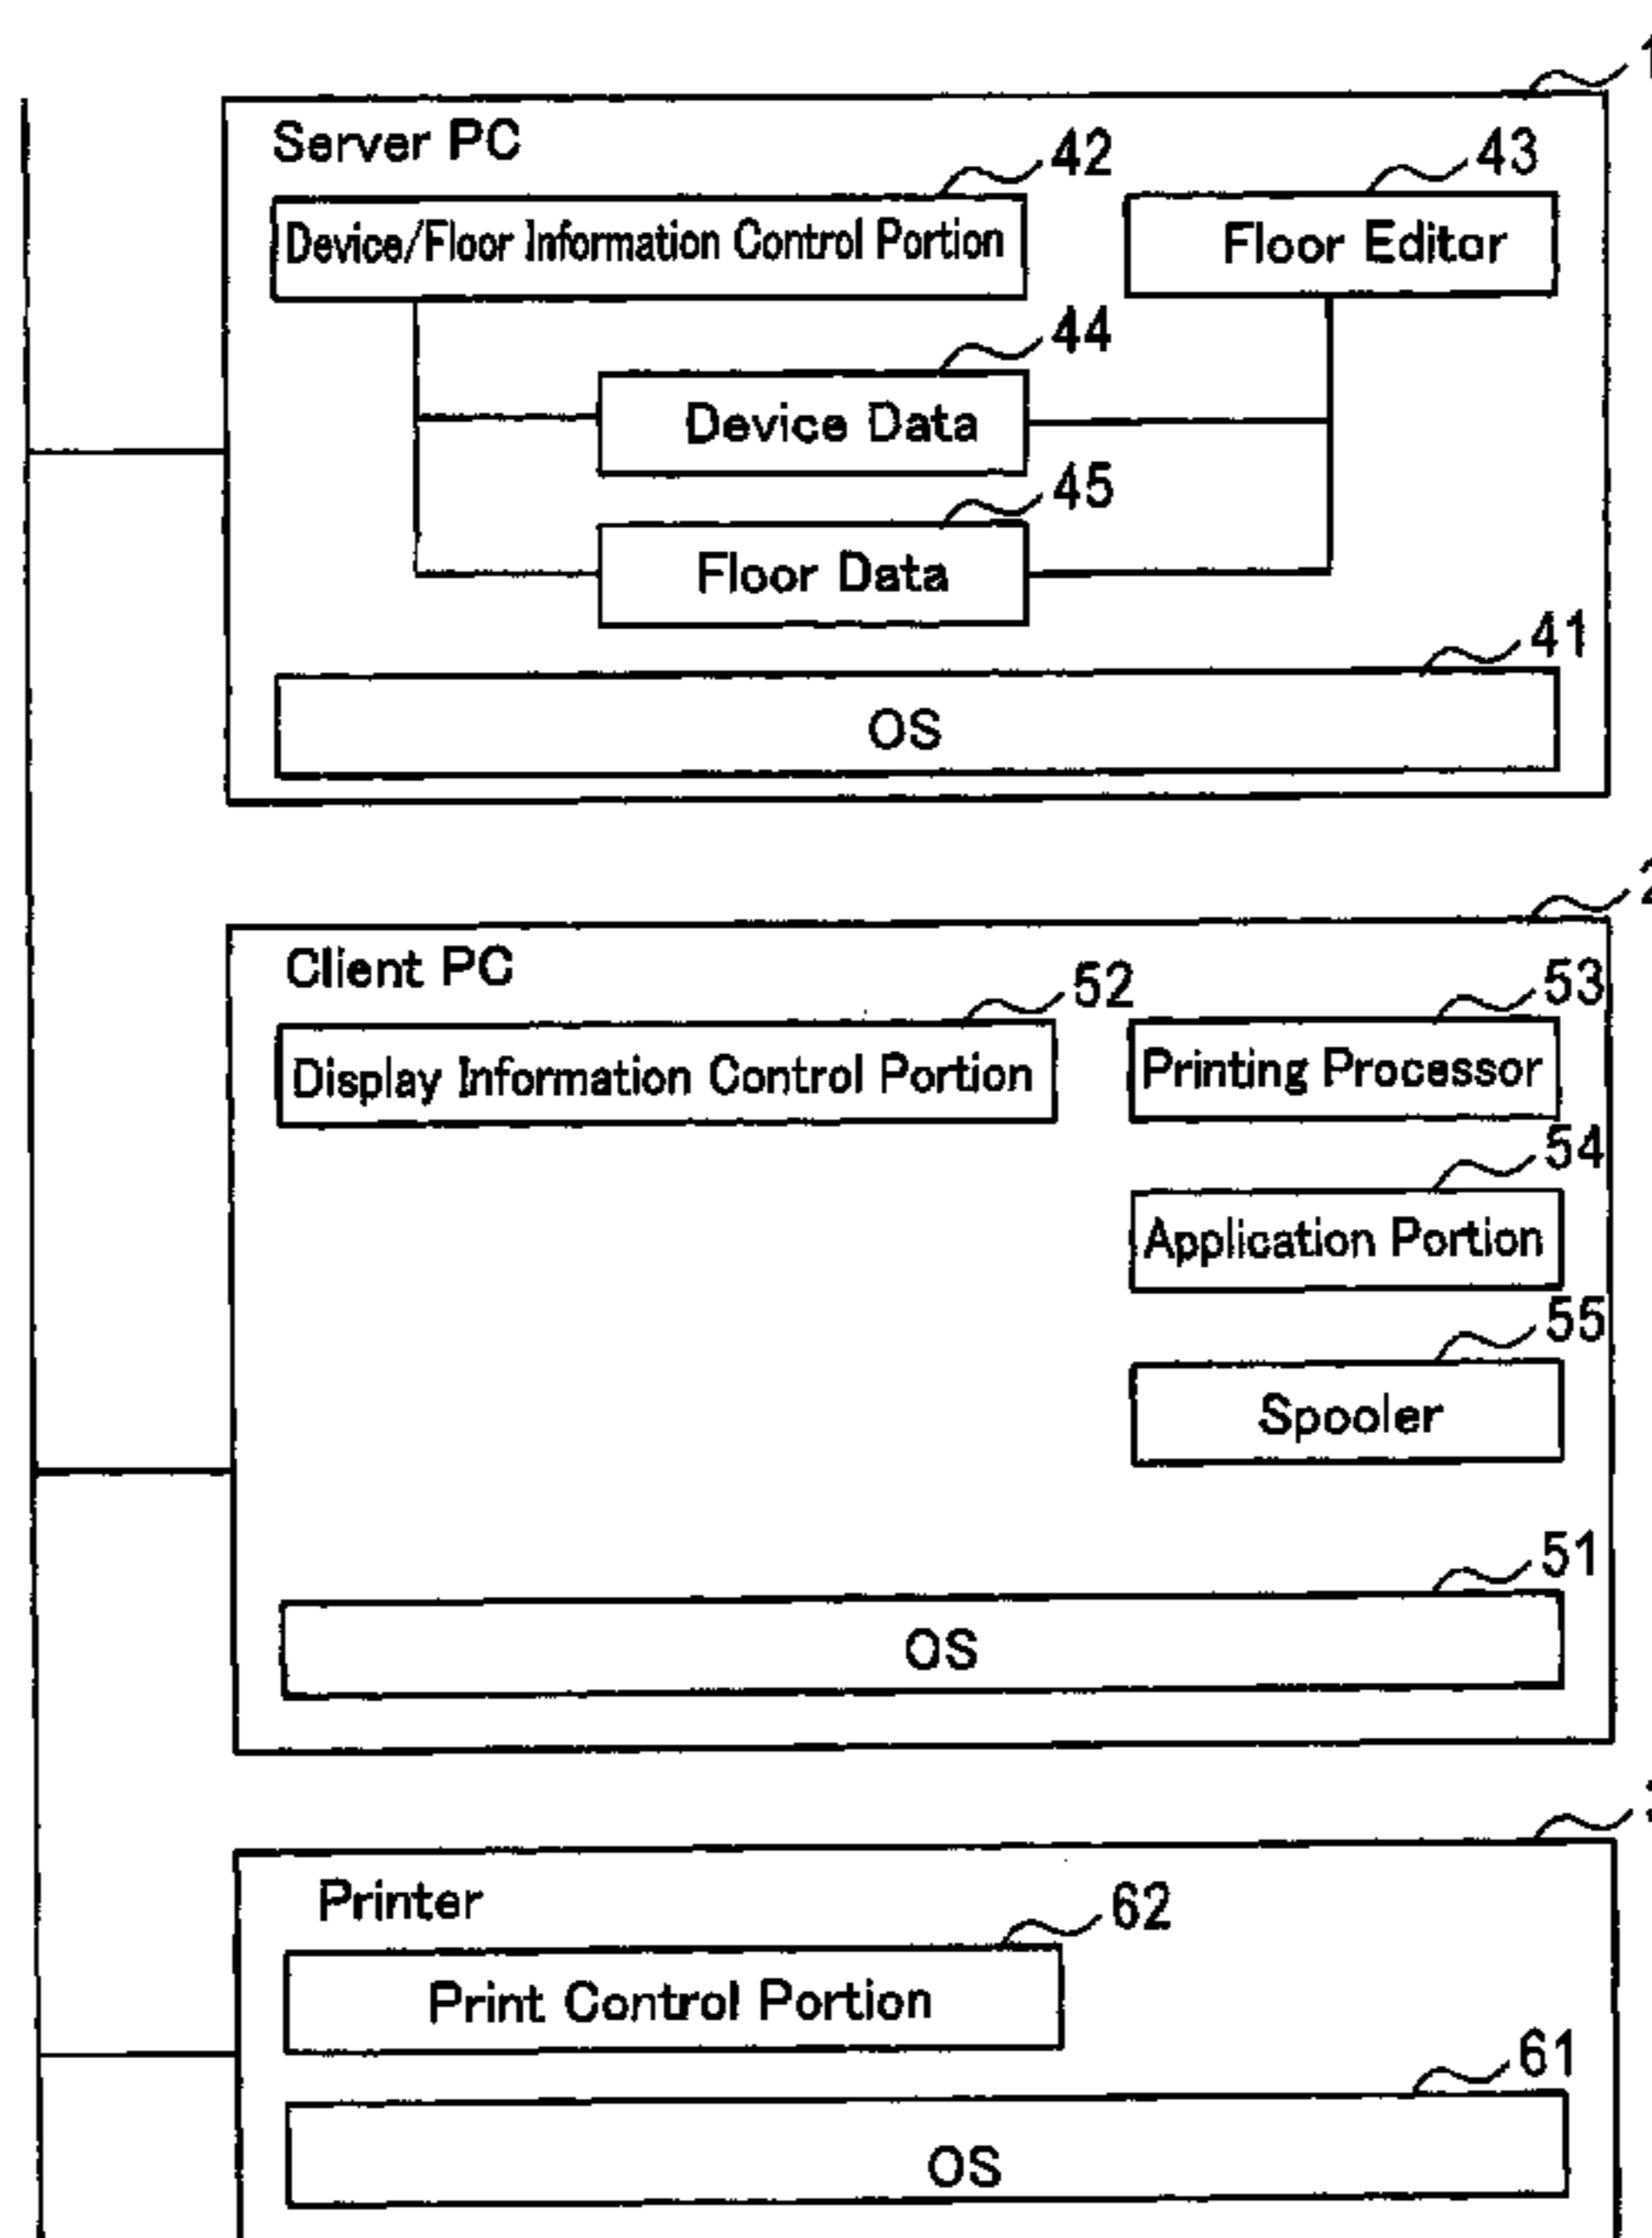 1
Server PC
42
43
Device/Floor Information Control Portion
Floor Editor
44
Device Data
45
Floor Data
41
OS
2
Client PC
52
53
Display Information Control Portion
Printing Processor
54
Application Portion
55
Spooler
51
OS
Printer
62
Print Control Portion
61
OS